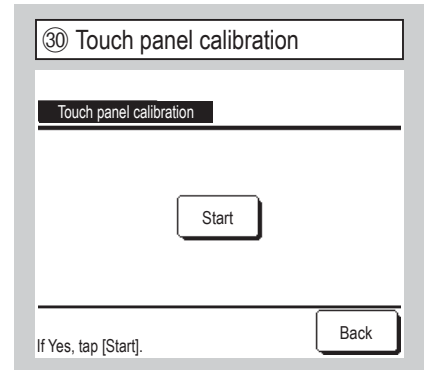 ㉚ Touch panel calibration
Touch panel calibration
Start
If Yes, tap [Start].
Back